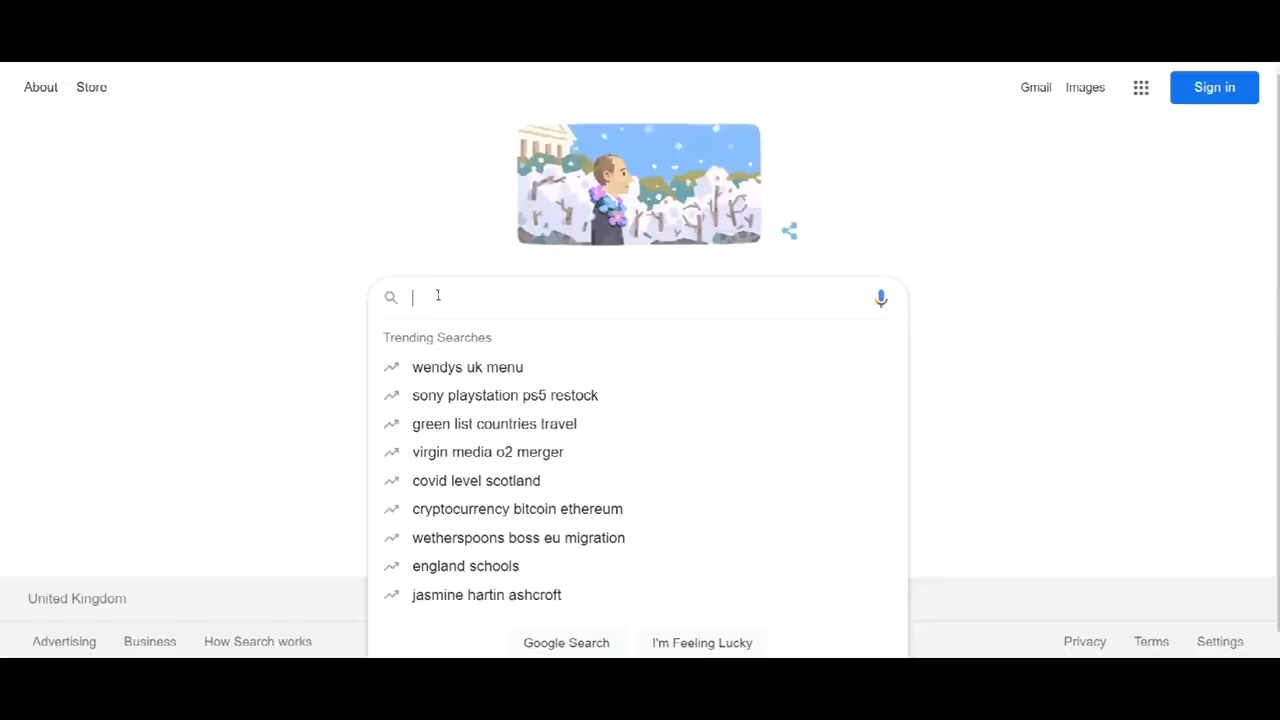 About Store
Gmail Images Sign in
Trending Searches
wendys uk menu
sony playstation ps5 restock
green list countries travel
virgin media o2 merger
covid level scotland
cryptocurrency bitcoin ethereum
wetherspoons boss eu migration
england schools
jasmine hartin ashcroft
Google Search I'm Feeling Lucky
United Kingdom
Advertising Business How Search works
Privacy Terms Settings